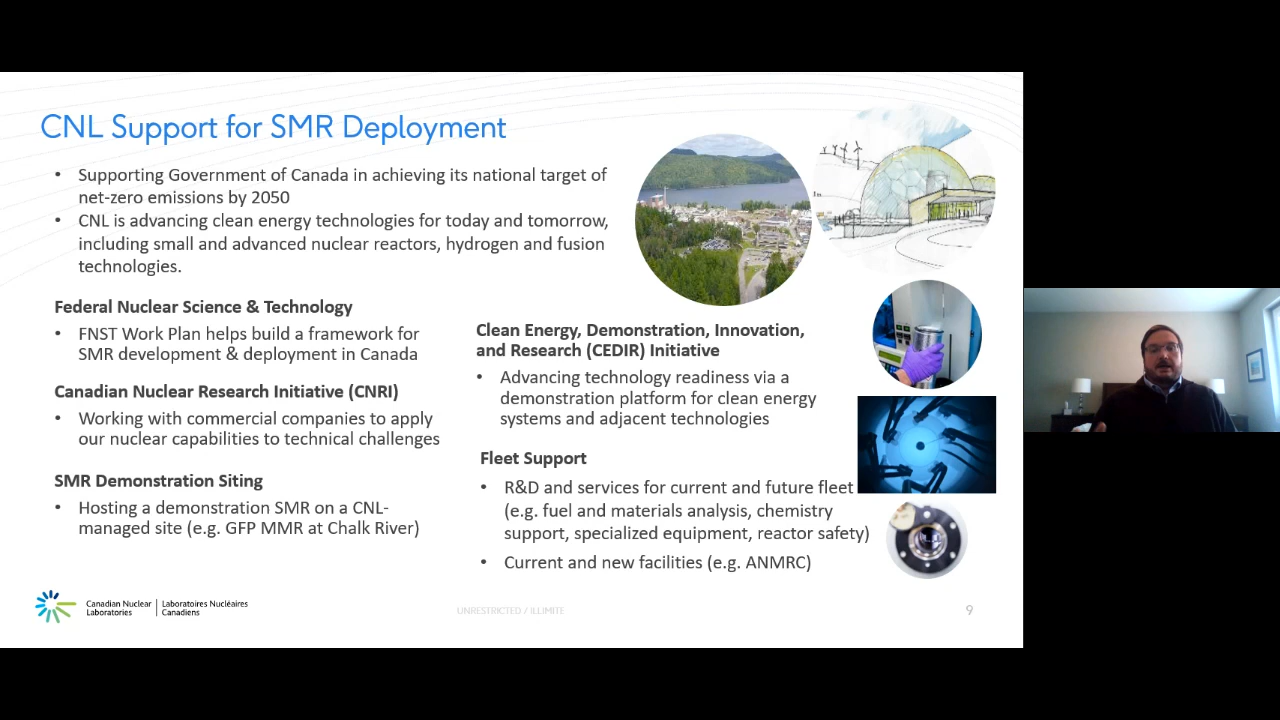 CNL Support for SMR Deployment
• Supporting Government of Canada in achieving its national target of
net-zero emissions by 2050
• CNL is advancing clean energy technologies for today and tomorrow,
including small and advanced nuclear reactors, hydrogen and fusion
technologies.
Federal Nuclear Science & Technology
• FNST Work Plan helps build a framework for
SMR development & deployment in Canada
Canadian Nuclear Research Initiative (CNRI)
• Working with commercial companies to apply
our nuclear capabilities to technical challenges
SMR Demonstration Siting
• Hosting a demonstration SMR on a CNL-
managed site (e.g. GFP MMR at Chalk River)
Clean Energy, Demonstration, Innovation,
and Research (CEDIR) Initiative
• Advancing technology readiness via a
demonstration platform for clean energy
systems and adjacent technologies
Fleet Support
• R&D and services for current and future fleet
(e.g. fuel and materials analysis, chemistry
support, specialized equipment, reactor safety)
• Current and new facilities (e.g. ANMRC)
Canadian Nuclear
Laboratories
Laboratoires Nucléaires
Canadiens
UNRESTRICTED / ILLIMITÉ
9